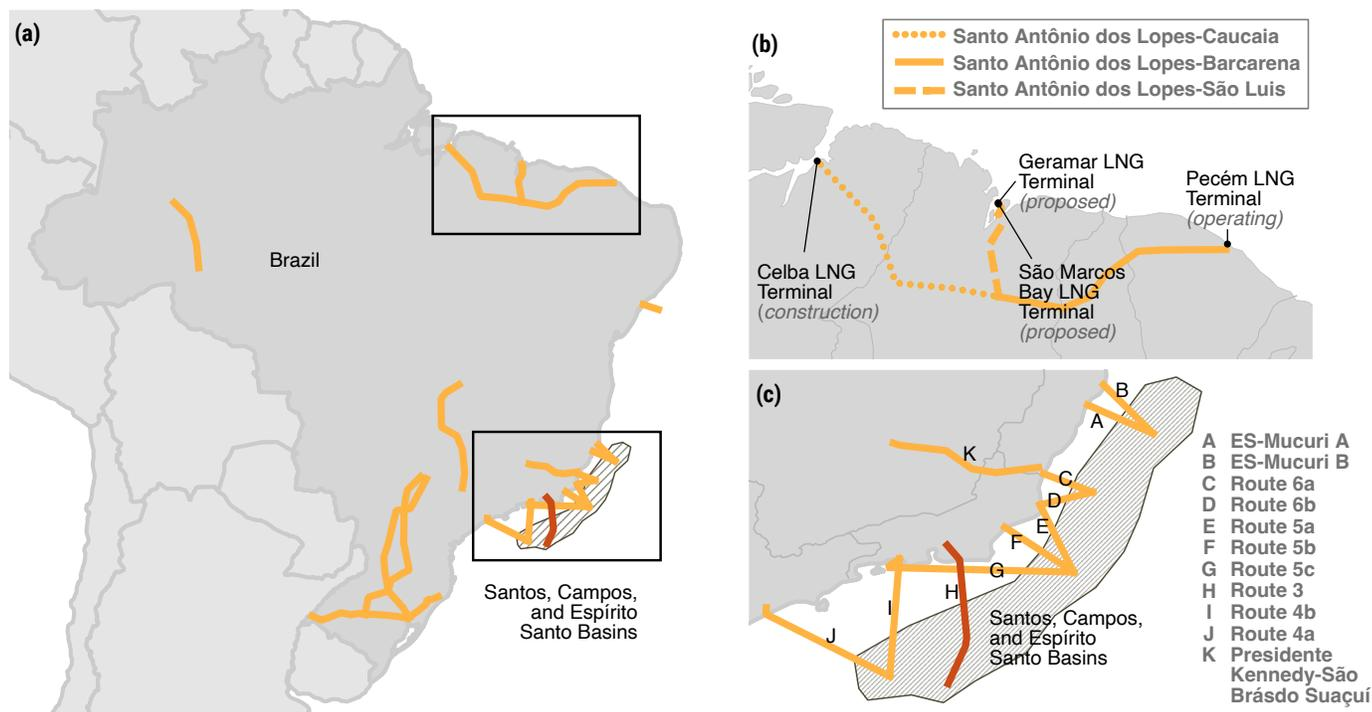 (a)
Brazil
Santos, Campos,
and Espírito
Santo Basins
(b)
Santo Antônio dos Lopes-Caucaia
Santo Antônio dos Lopes-Barcarena
Santo Antônio dos Lopes-São Luis
Geramar LNG
Terminal
(proposed)
Pecém LNG
Terminal
(operating)
Celba LNG
Terminal
(construction)
São Marcos
Bay LNG
Terminal
(proposed)
(c)
B
A
K
C
D
E
F
G
H
I
J
Santos, Campos,
and Espírito
Santo Basins
A ES-Mucuri A
B ES-Mucuri B
C Route 6a
D Route 6b
E Route 5a
F Route 5b
G Route 5c
H Route 3
I Route 4b
J Route 4a
K Presidente
Kennedy-São
Brásdo Suaçuí